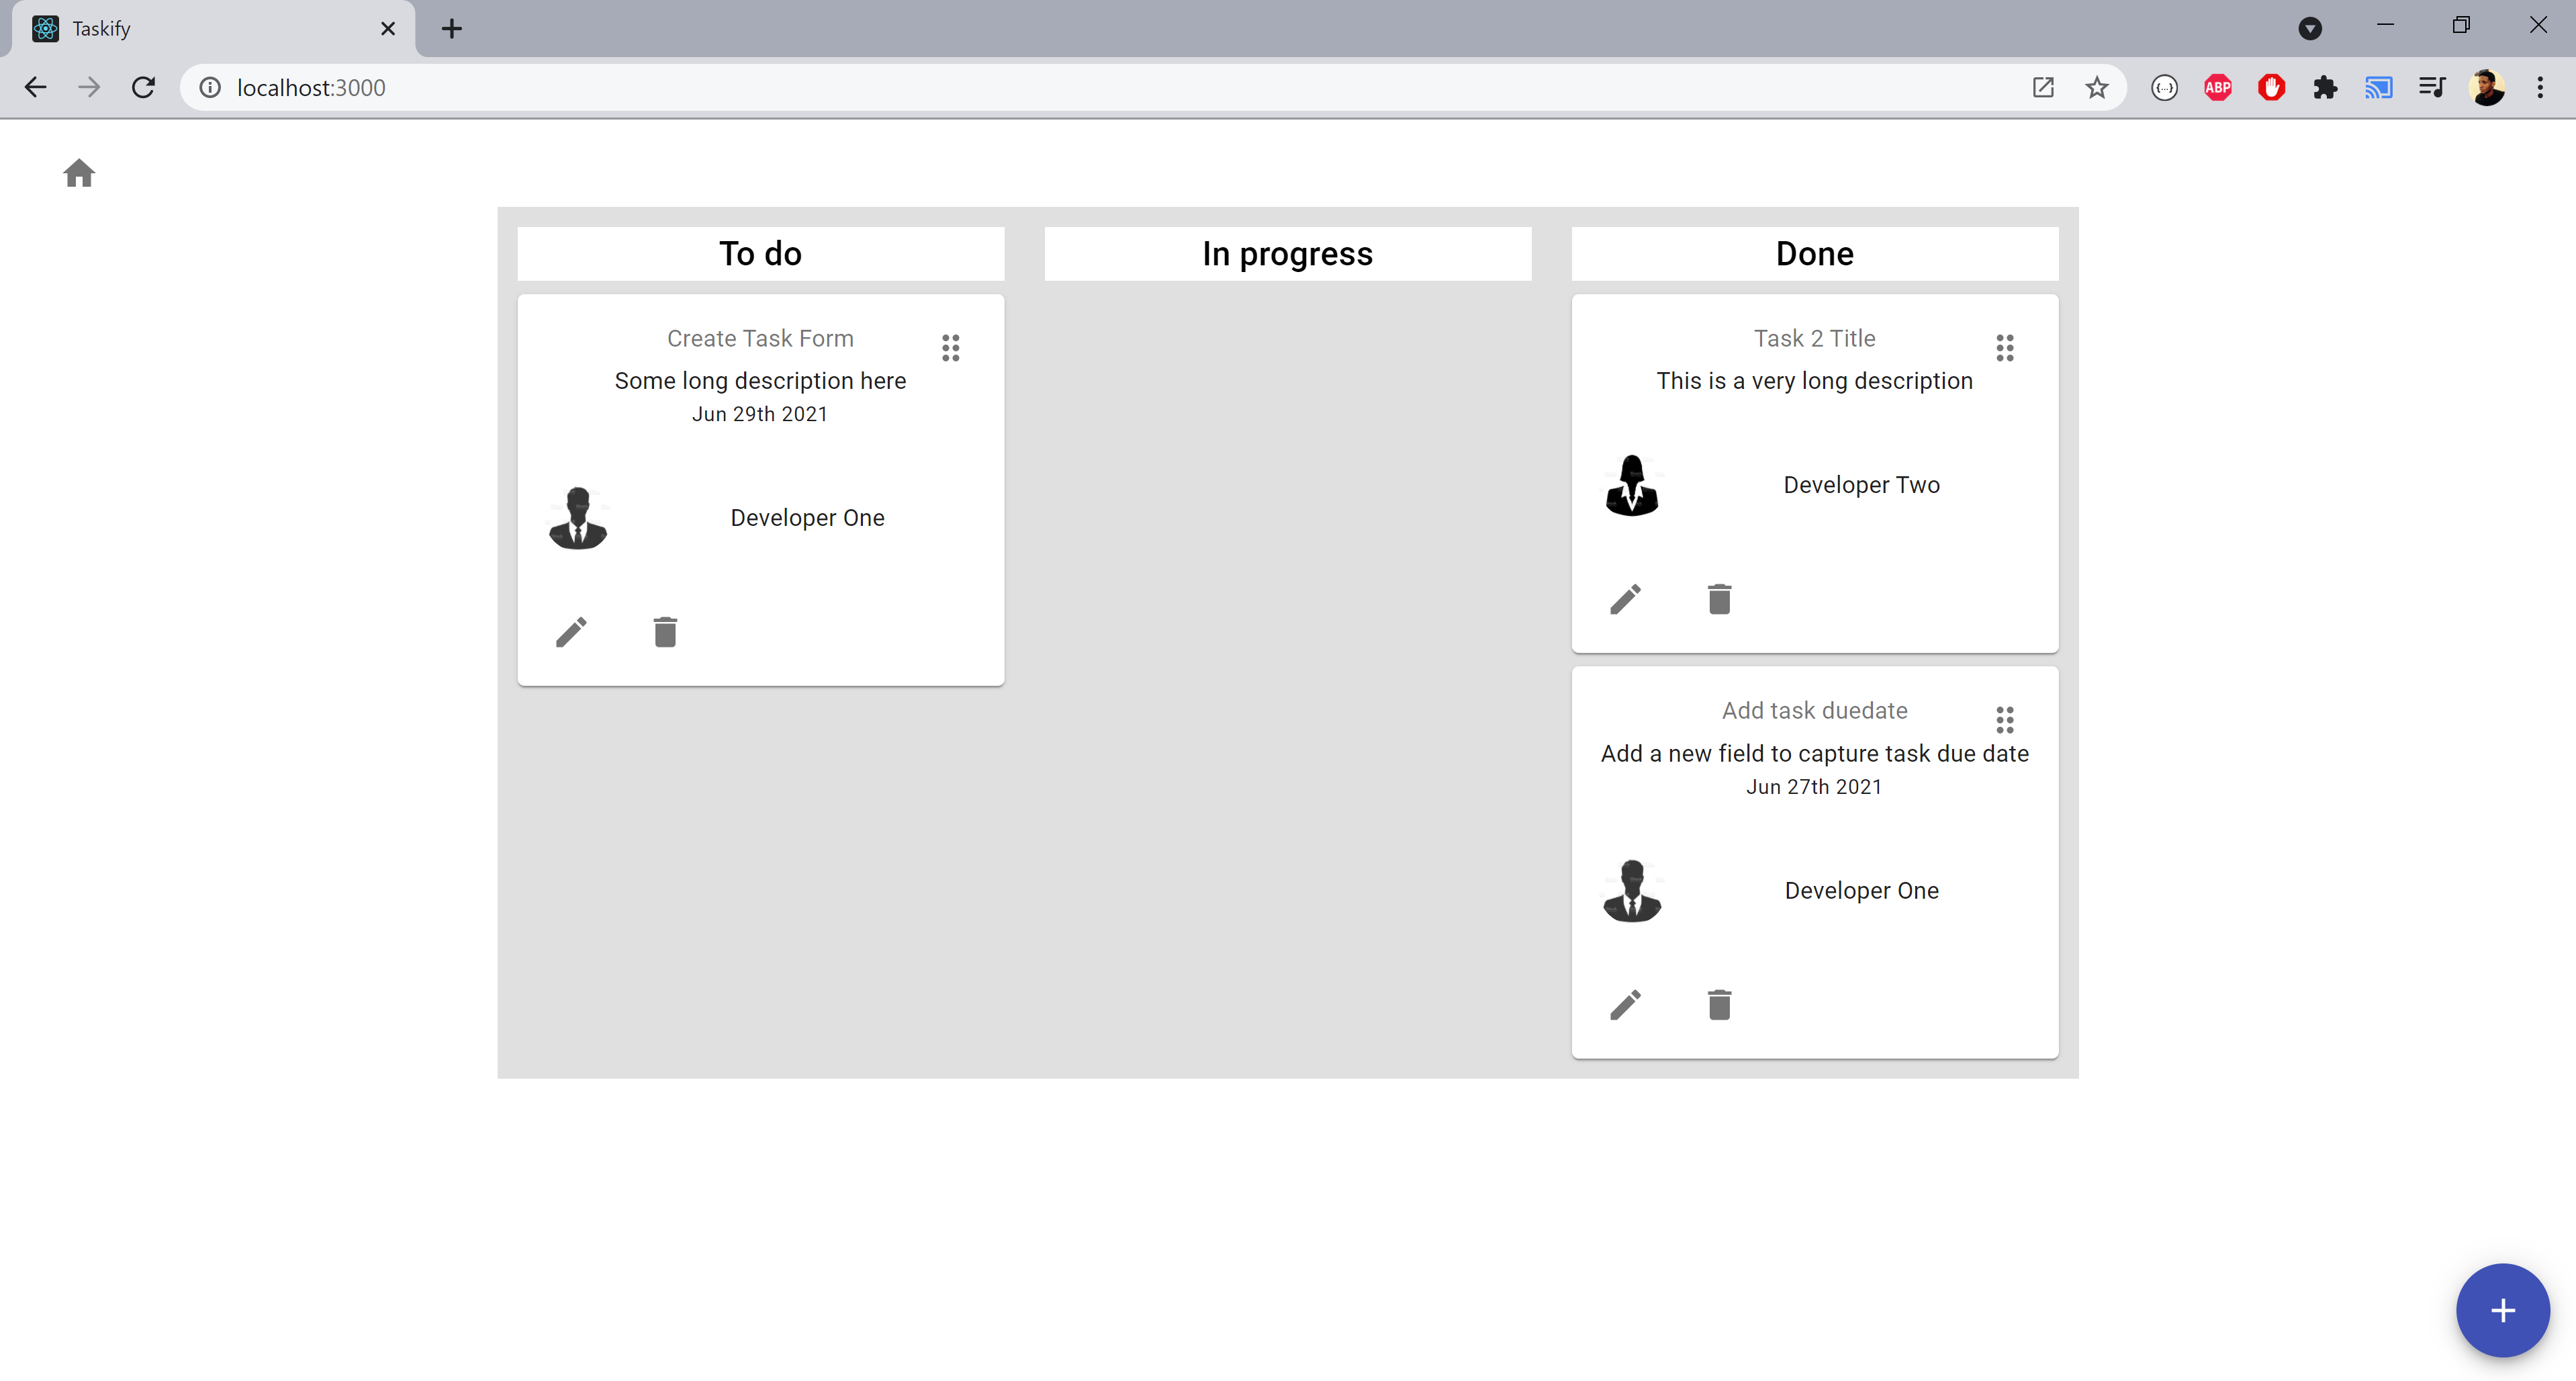 Taskify
localhost:3000
{...}
ABP
To do
Create Task Form
Some long description here
Jun 29th 2021
Developer One
In progress
Done
Task 2 Title
This is a very long description
Developer Two
Add task duedate
Add a new field to capture task due date
Jun 27th 2021
Developer One